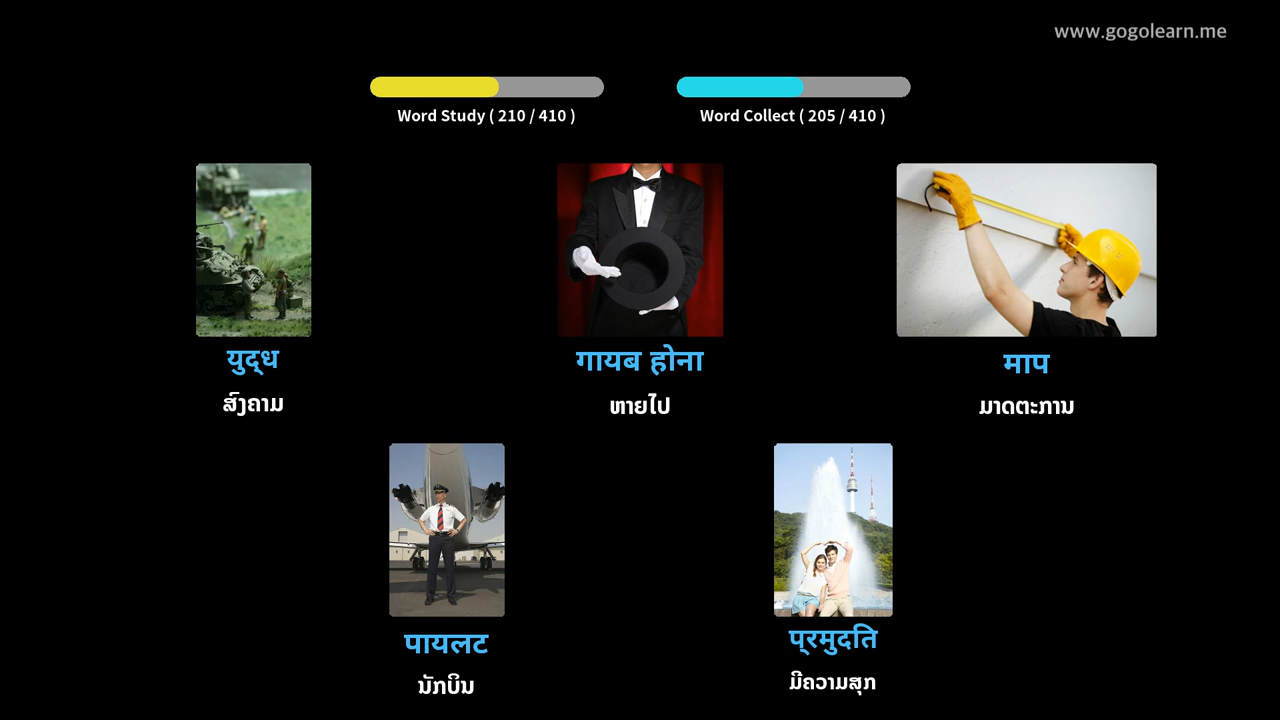 www.gogolearn.me
Word Study ( 210 / 410 )
Word Collect ( 205 / 410 )
युद्ध
गायब होना
माप
ສົງຄາມ
ຫາຍໄປ
ມາດຕະການ
पायलट
प्रमुदति
ນັກບິນ
ມີຄວາມສຸກ